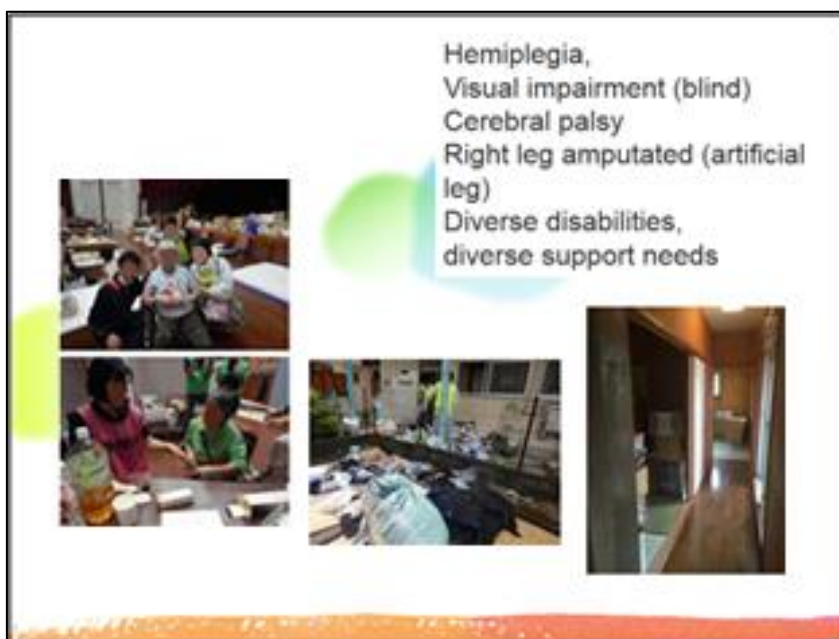 Hemiplegia,
Visual impairment (blind)
Cerebral palsy
Right leg amputated (artificial
leg)
Diverse disabilities,
diverse support needs